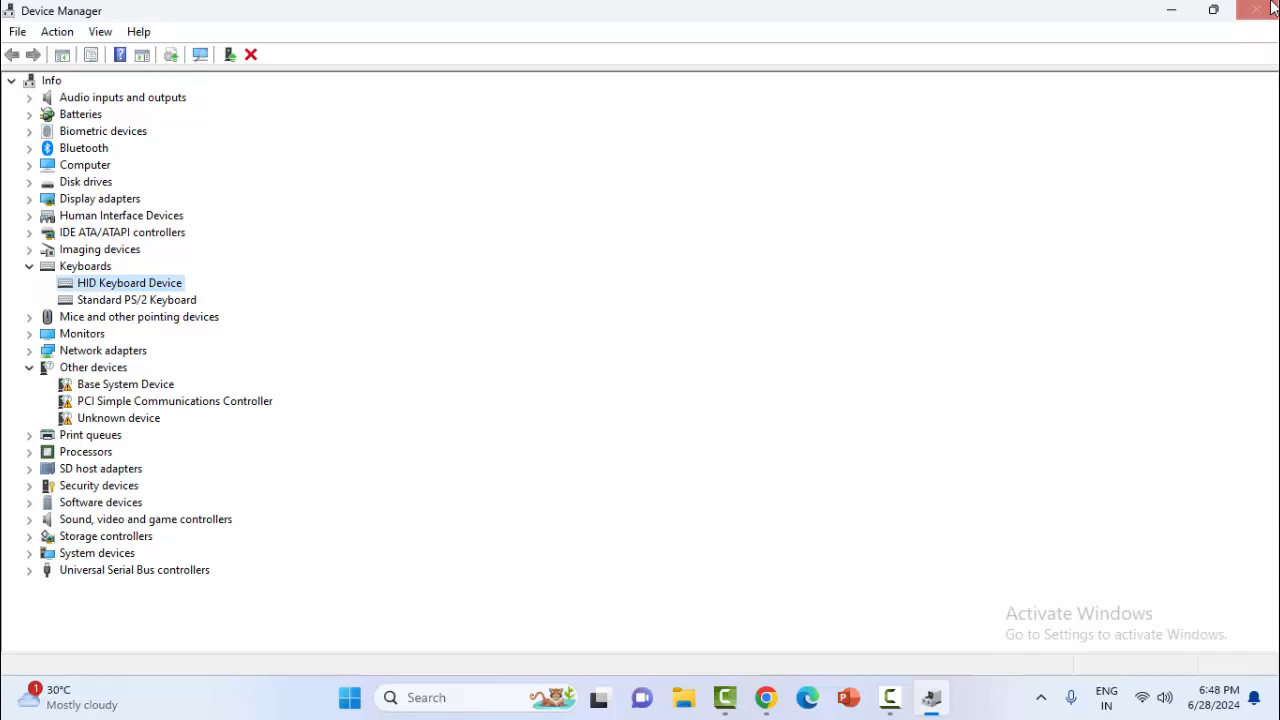 Device Manager
File Action View Help
Info
Audio inputs and outputs
Batteries
Biometric devices
Bluetooth
Computer
Disk drives
Display adapters
Human Interface Devices
IDE ATA/ATAPI controllers
Imaging devices
Keyboards
HID Keyboard Device
Standard PS/2 Keyboard
Mice and other pointing devices
Monitors
Network adapters
Other devices
Base System Device
PCI Simple Communications Controller
Unknown device
Print queues
Processors
SD host adapters
Security devices
Software devices
Sound, video and game controllers
Storage controllers
System devices
Universal Serial Bus controllers
Activate Windows
Go to Settings to activate Windows.
1
30°C
Mostly cloudy
Search
ENG
IN
6:48 PM
6/28/2024